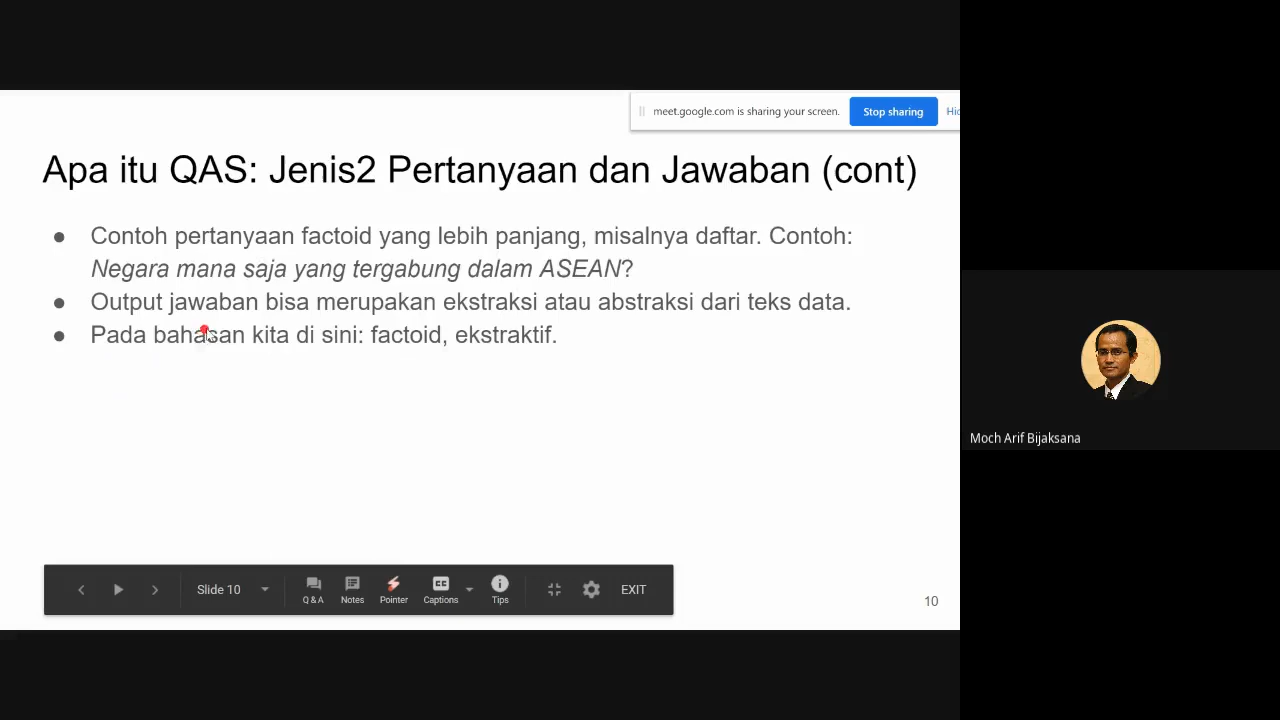 meet.google.com is sharing your screen.
Stop sharing
Apa itu QAS: Jenis2 Pertanyaan dan Jawaban (cont)
● Contoh pertanyaan factoid yang lebih panjang, misalnya daftar. Contoh:
Negara mana saja yang tergabung dalam ASEAN?
● Output jawaban bisa merupakan ekstraksi atau abstraksi dari teks data.
● Pada bahasan kita di sini: factoid, ekstraktif.
Moch Arif Bijaksana
Slide 10
Q & A
Notes
Pointer
CC
Captions
Tips
EXIT
10